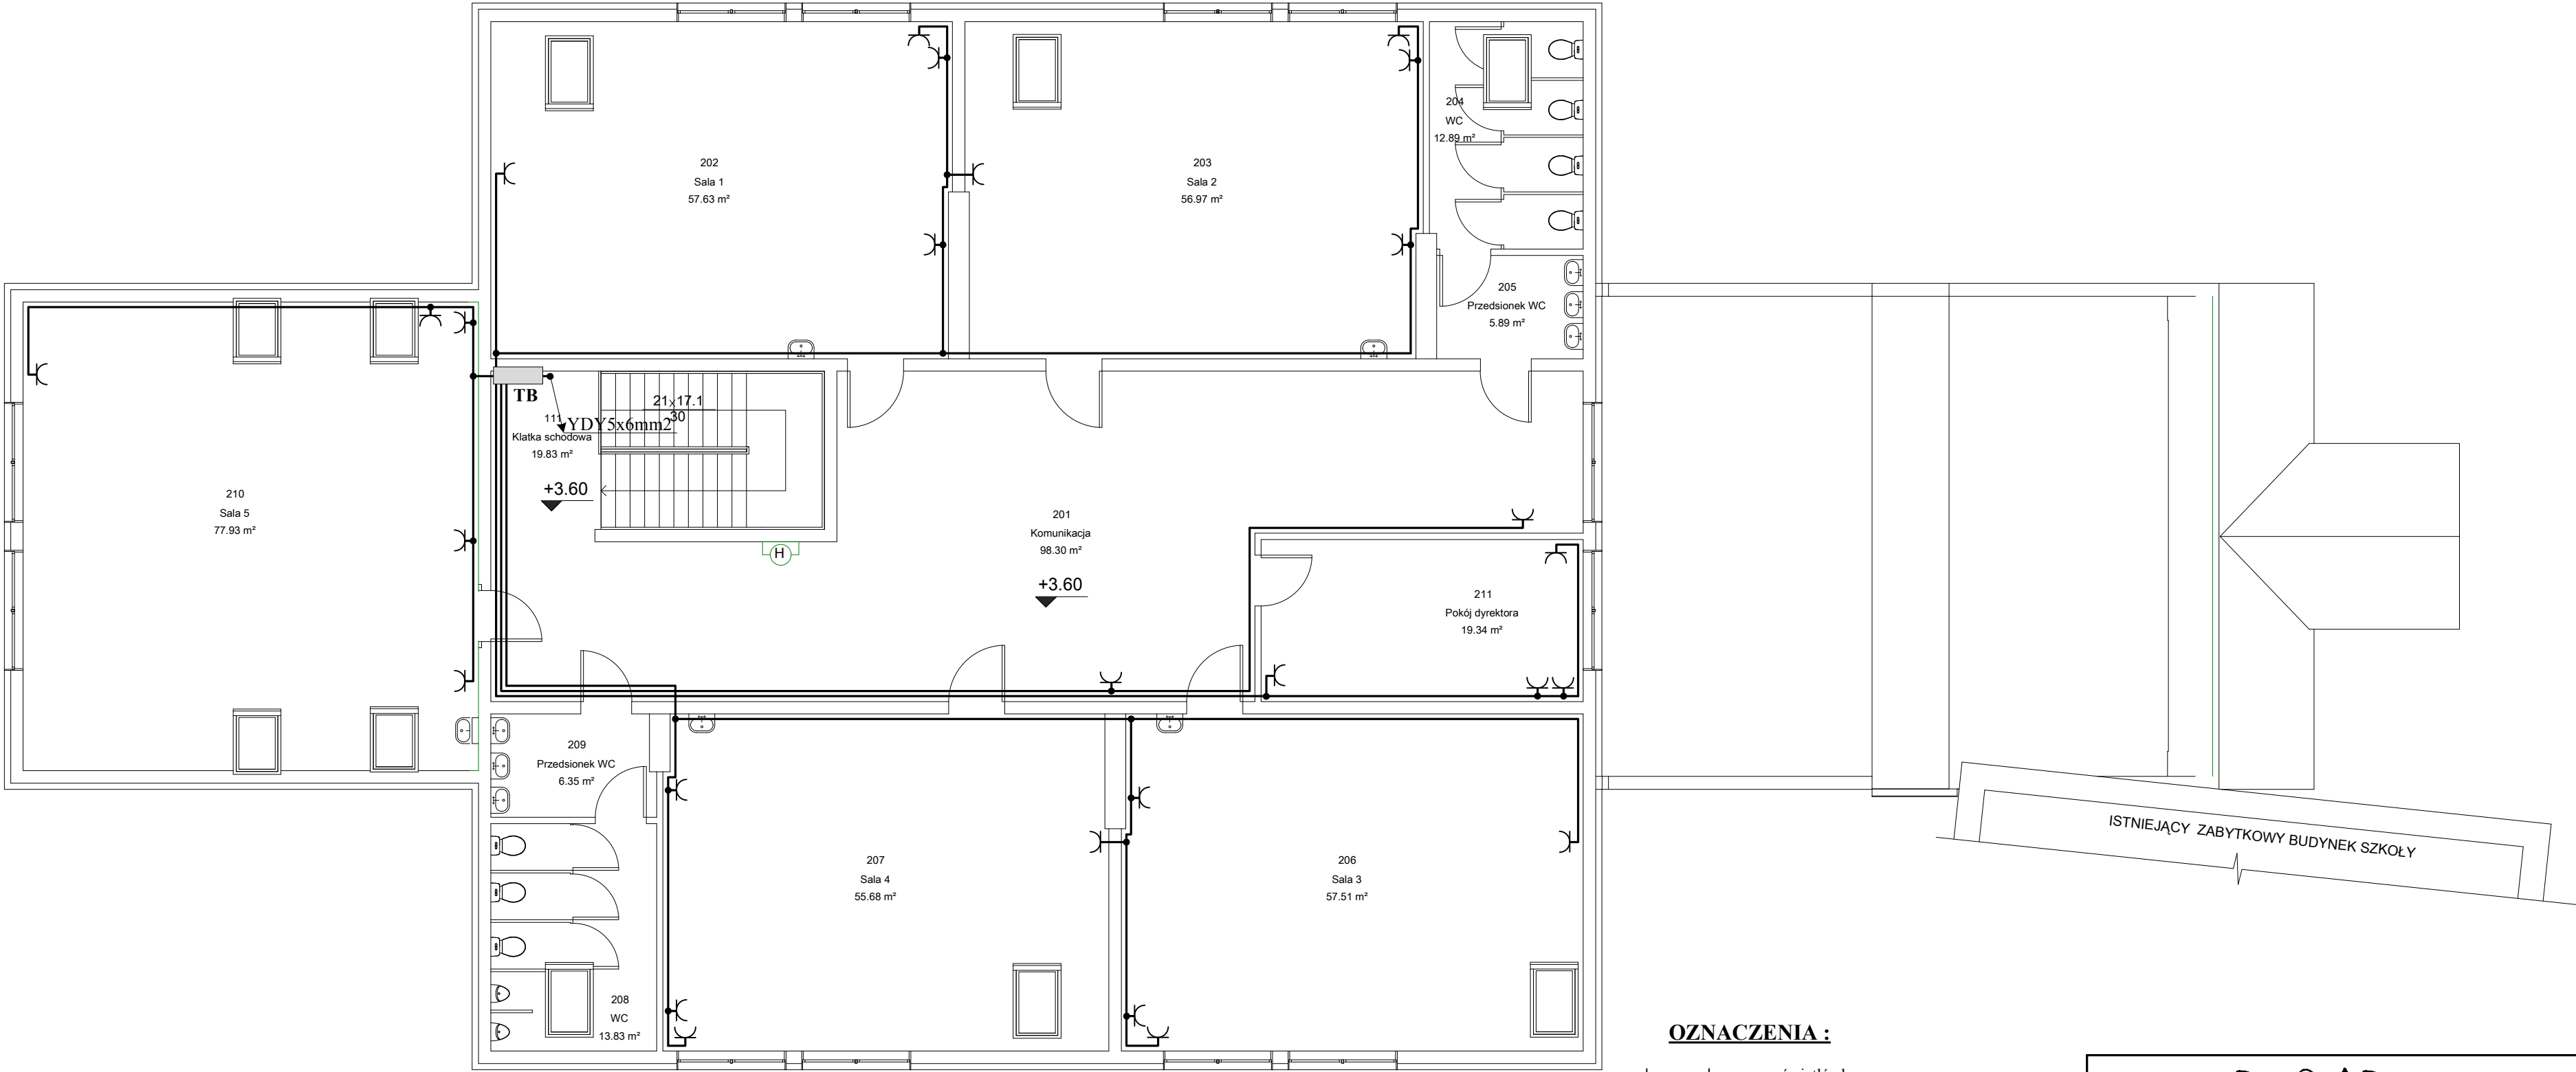 202
Sala 1
57.63 m²
203
Sala 2
56.97 m²
204
WC
12.89 m²
205
Przedsionek WC
5.89 m²
TB
111
YDY5x6mm2
21x17.1
30
Klatka schodowa
19.83 m²
+3.60
210
Sala 5
77.93 m²
201
Komunikacja
98.30 m²
+3.60
H
211
Pokój dyrektora
19.34 m²
209
Przedsionek WC
6.35 m²
207
Sala 4
55.68 m²
206
Sala 3
57.51 m²
208
WC
13.83 m²
ISTNIEJĄCY ZABYTKOWY BUDYNEK SZKOŁY
OZNACZENIA :